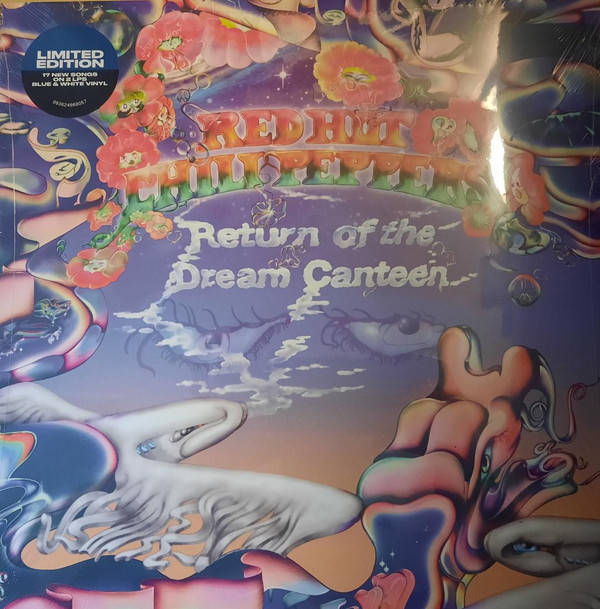 LIMITED
EDITION
17 NEW SONGS
ON 2 LPS
BLUE & WHITE VINYL
RED HOT
CHILI PEPPERS
Return of the
Dream Canteen